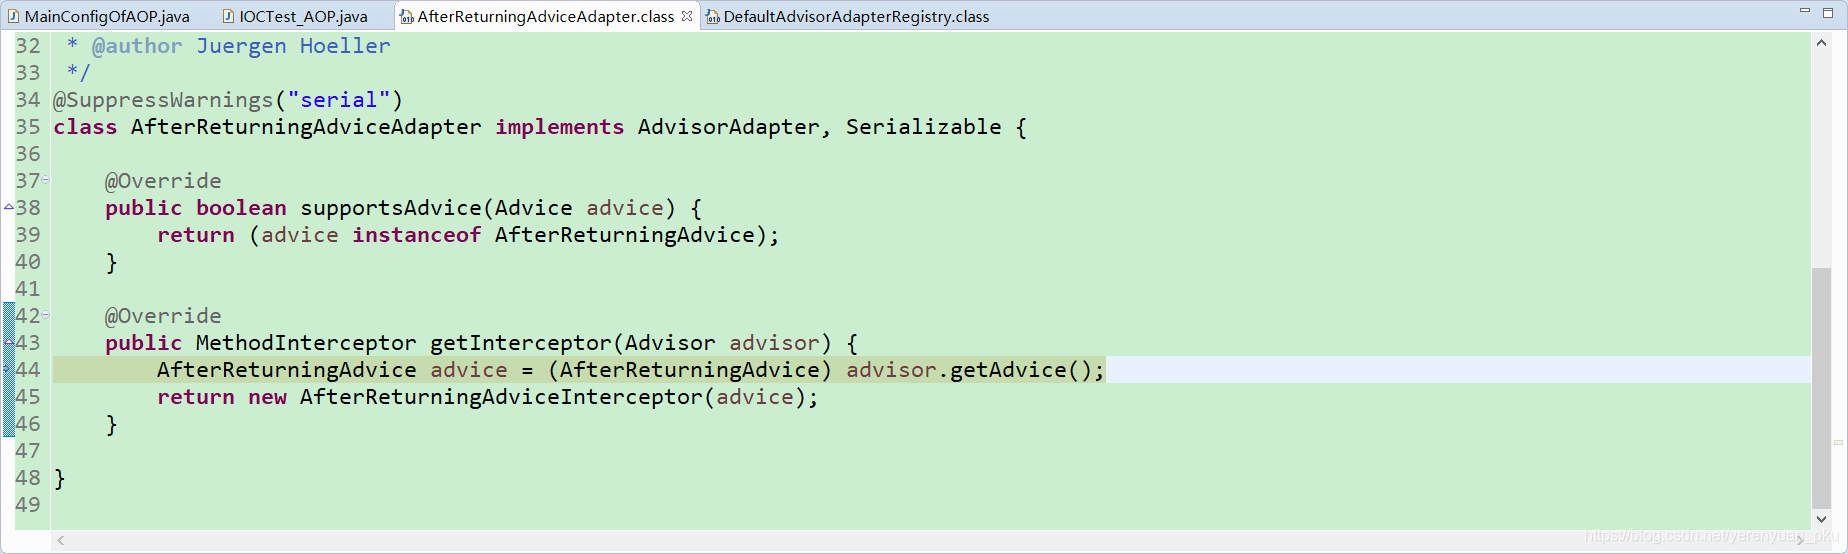 MainConfigOfAOP.java IOCTest_AOP.java AfterReturningAdviceAdapter.class DefaultAdvisorAdapterRegistry.class
32  * @author Juergen Hoeller
33  */
34 @SuppressWarnings("serial")
35 class AfterReturningAdviceAdapter implements AdvisorAdapter, Serializable {
36
37     @Override
38     public boolean supportsAdvice(Advice advice) {
39         return (advice instanceof AfterReturningAdvice);
40     }
41
42     @Override
43     public MethodInterceptor getInterceptor(Advisor advisor) {
44         AfterReturningAdvice advice = (AfterReturningAdvice) advisor.getAdvice();
45         return new AfterReturningAdviceInterceptor(advice);
46     }
47
48 }
49
https://blog.csdn.net/yerenyuan_pku